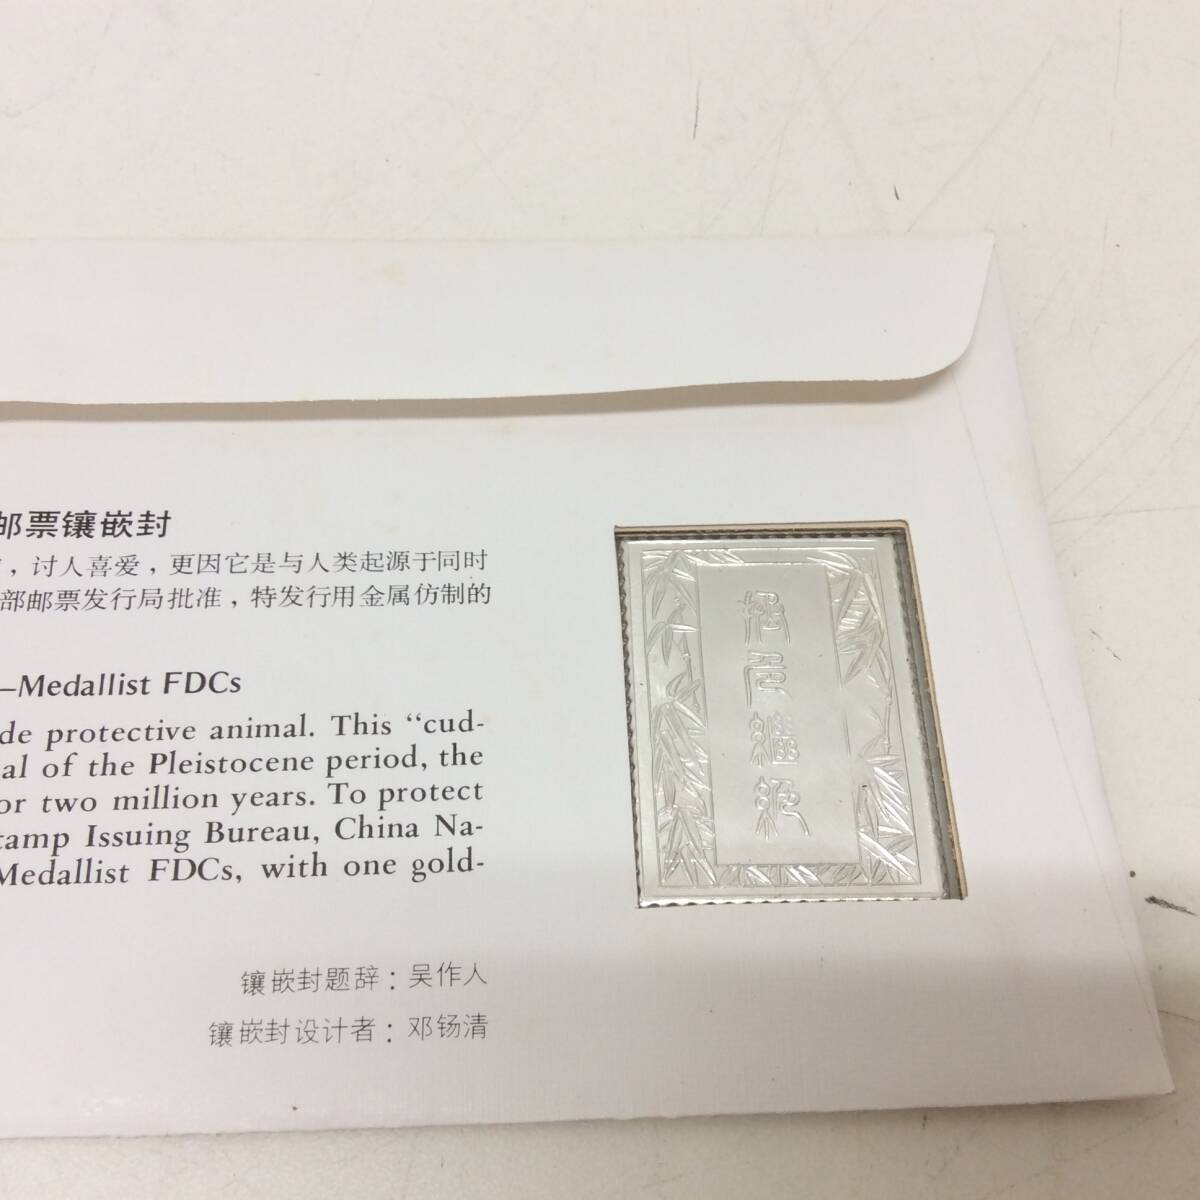 邮票镶嵌封
，讨人喜爱，更因它是与人类起源于同时
部邮票发行局批准，特发行用金属仿制的
—Medallist FDCs
de protective animal. This “cud-
al of the Pleistocene period, the
or two million years. To protect
tamp Issuing Bureau, China Na-
Medallist FDCs, with one gold-
镶嵌封题辞：吴作人
镶嵌封设计者：邓钖清